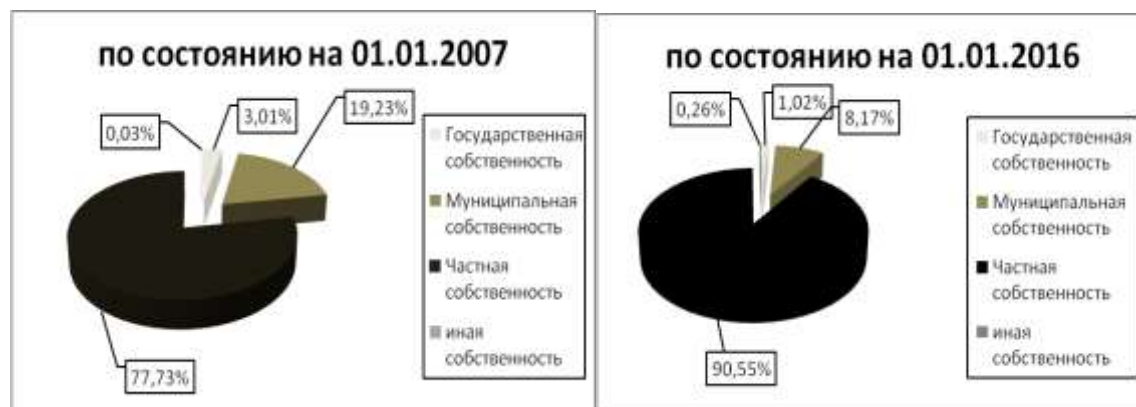 по состоянию на 01.01.2007
0,03%
3,01%
19,23%
77,73%
Государственная
собственность
Муниципальная
собственность
Частная
собственность
иная
собственность
по состоянию на 01.01.2016
0,26%
1,02%
8,17%
90,55%
Государственная
собственность
Муниципальная
собственность
Частная
собственность
иная
собственность